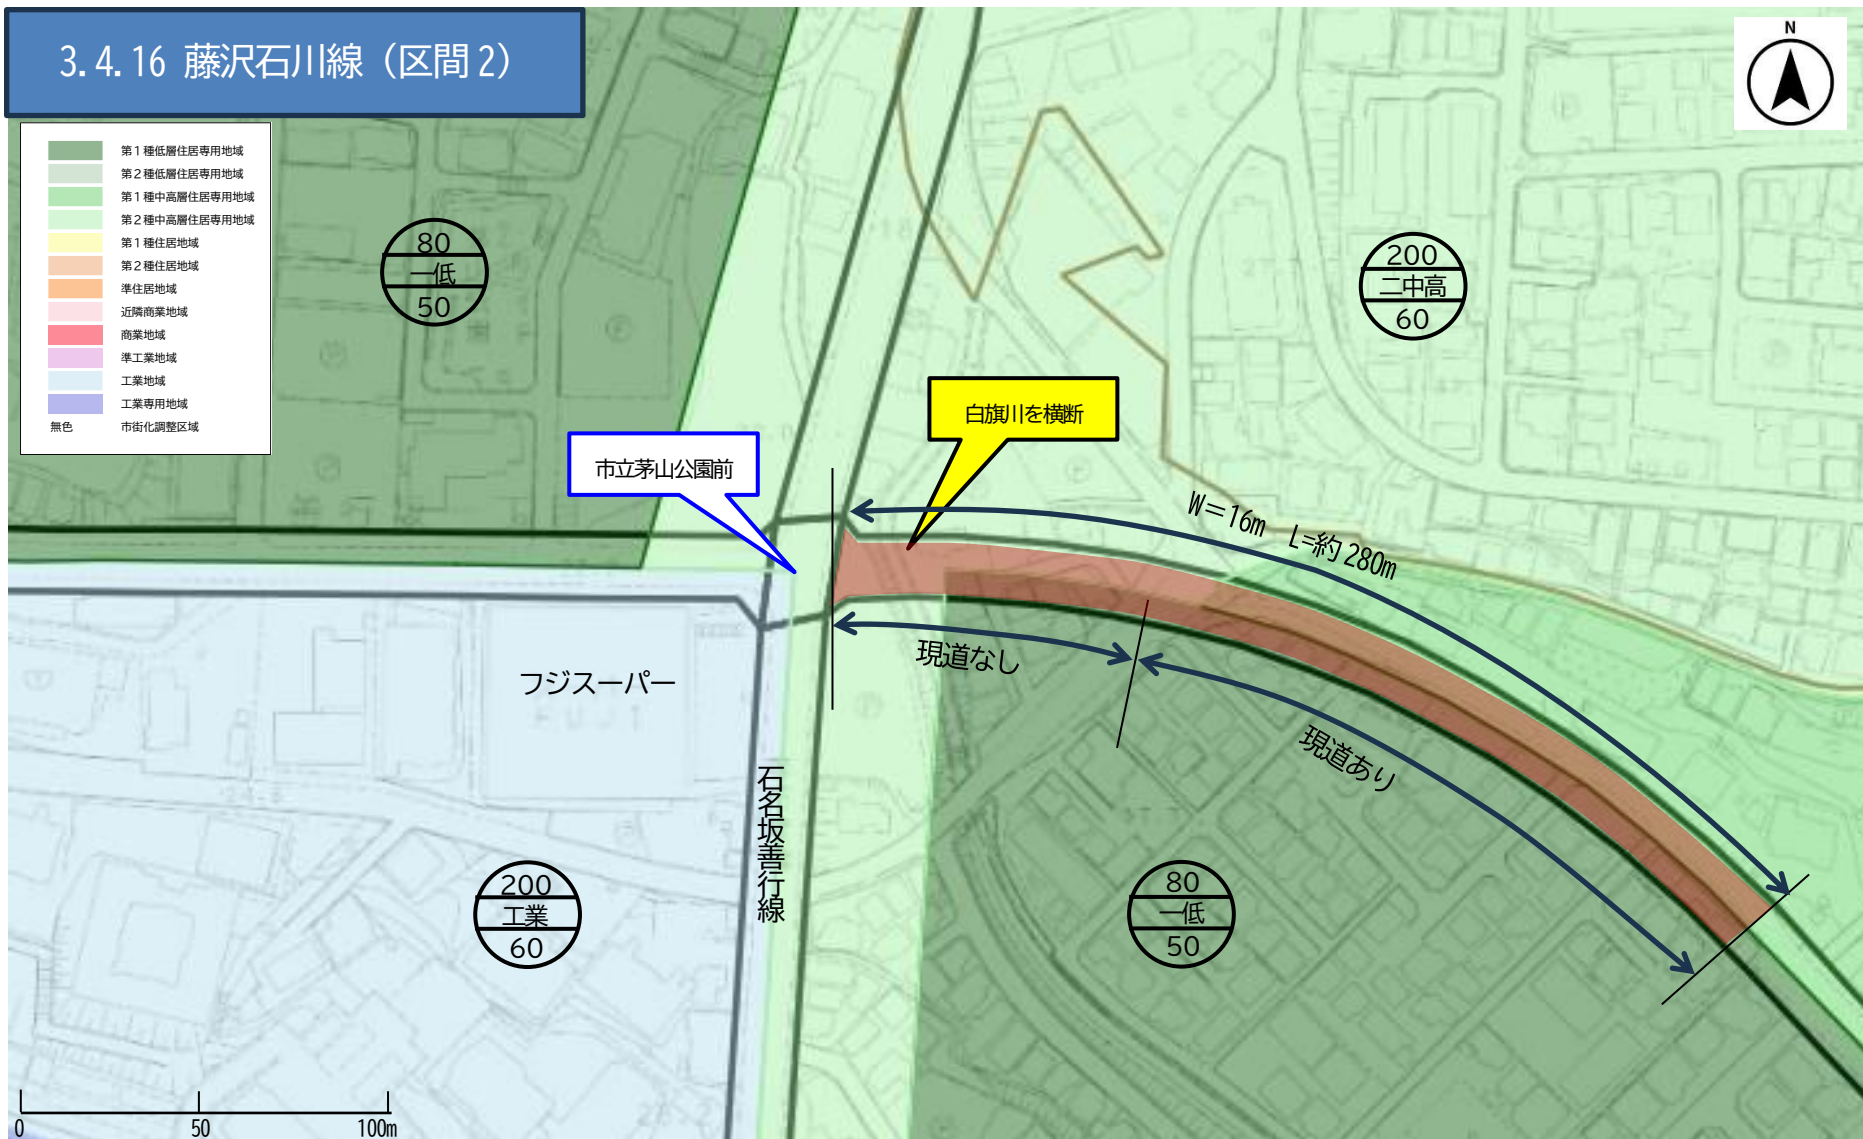 3.4.16 藤沢石川線（区間2）
N
第1種低層住居専用地域
第2種低層住居専用地域
第1種中高層住居専用地域
第2種中高層住居専用地域
第1種住居地域
第2種住居地域
準住居地域
近隣商業地域
商業地域
準工業地域
工業地域
工業専用地域
無色 市街化調整区域
80
一低
50
200
二中高
60
白旗川を横断
市立茅山公園前
W＝16m L=約280m
現道なし
現道あり
フジスーパー
FUJI
石名坂善行線
200
工業
60
80
一低
50
0 50 100m